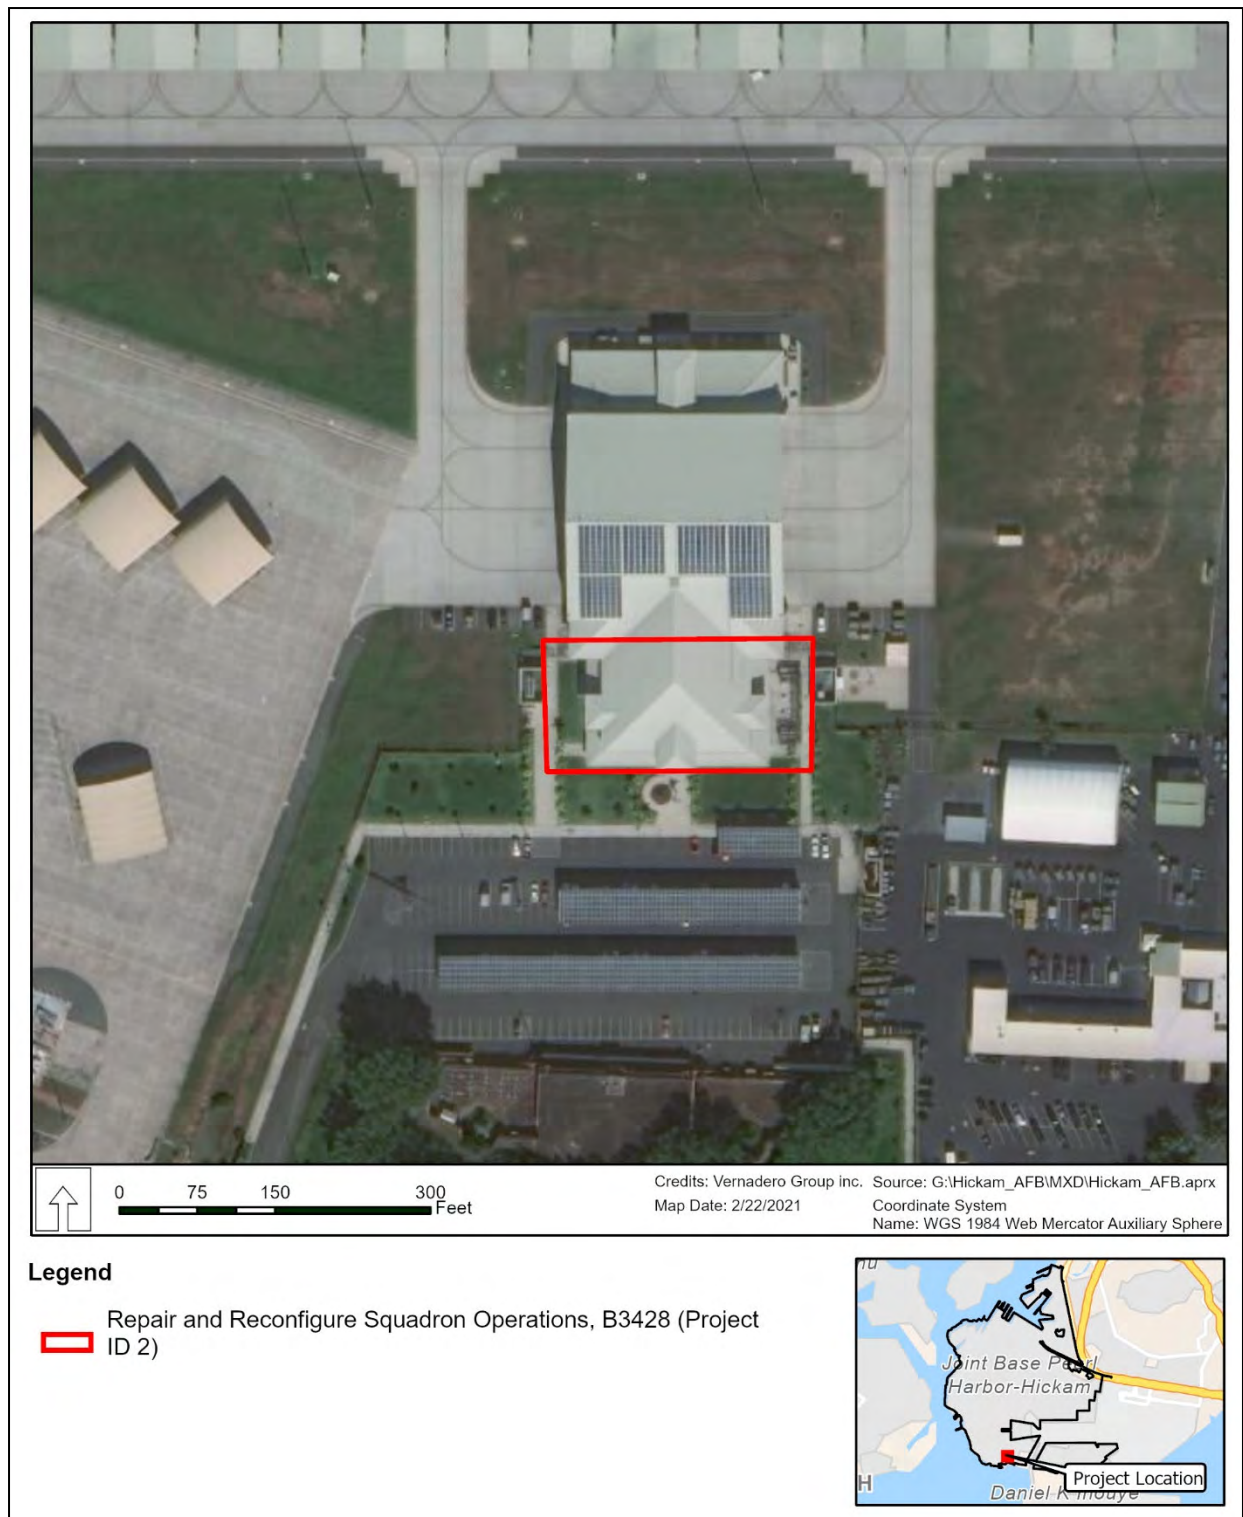 0 75 150 300
Feet
Credits: Vernadero Group inc.
Map Date: 2/22/2021
Source: G:\Hickam_AFB\MXD\Hickam_AFB.aprx
Coordinate System
Name: WGS 1984 Web Mercator Auxiliary Sphere
Legend
Repair and Reconfigure Squadron Operations, B3428 (Project
ID 2)
Joint Base Pearl
Harbor-Hickam
Project Location
H
Daniel K Inouye